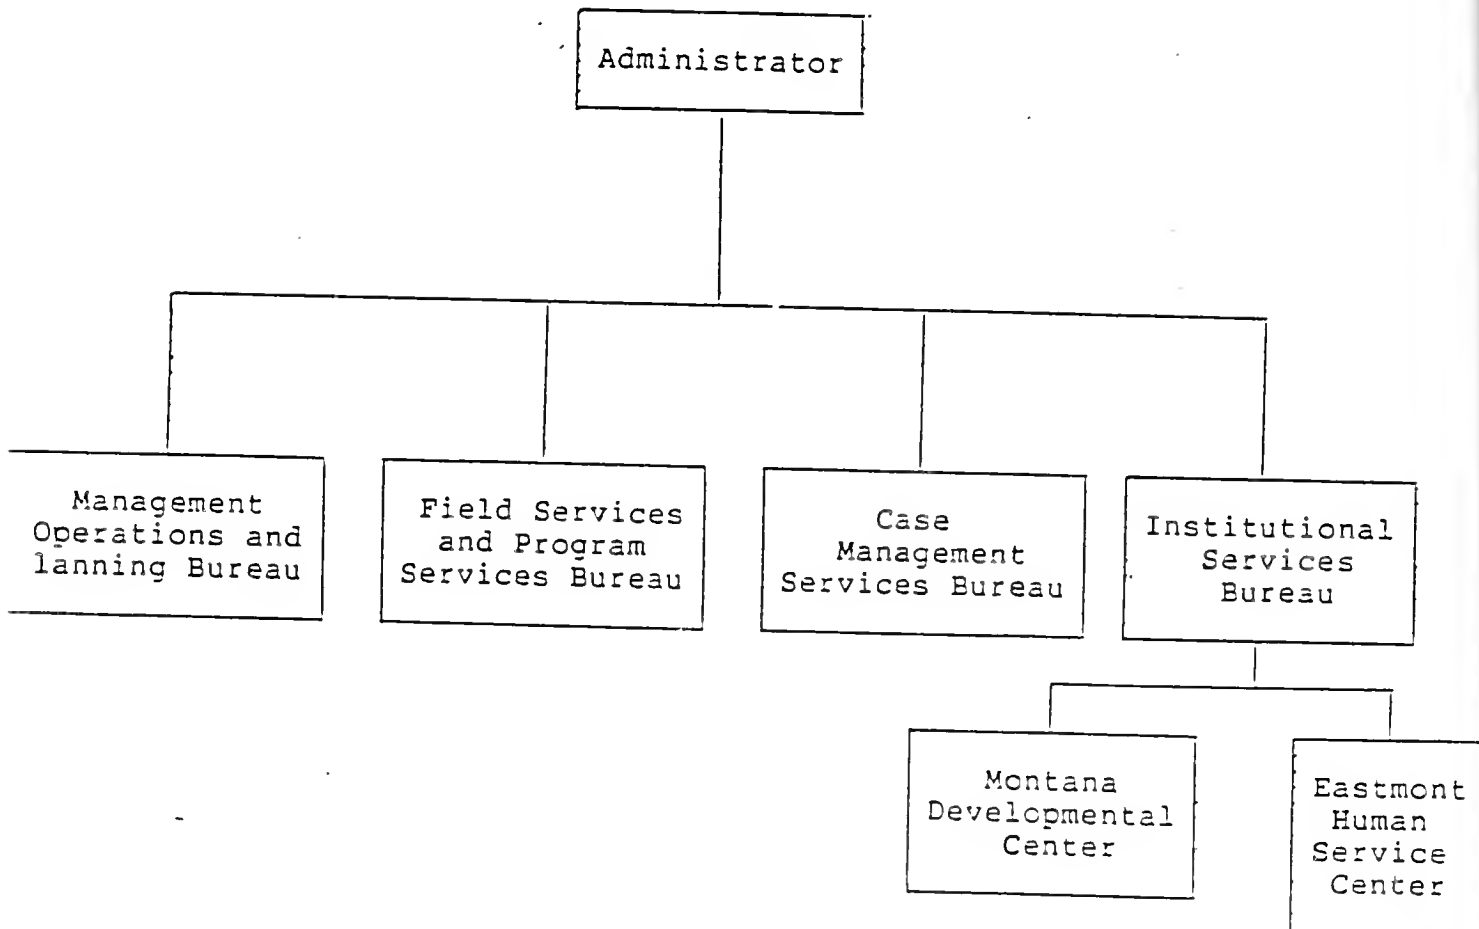 Administrator
Management
Operations and
lanning Bureau
Field Services
and Program
Services Bureau
Case
Management
Services Bureau
Institutional
Services
Bureau
Montana
Developmental
Center
Eastmont
Human
Service
Center